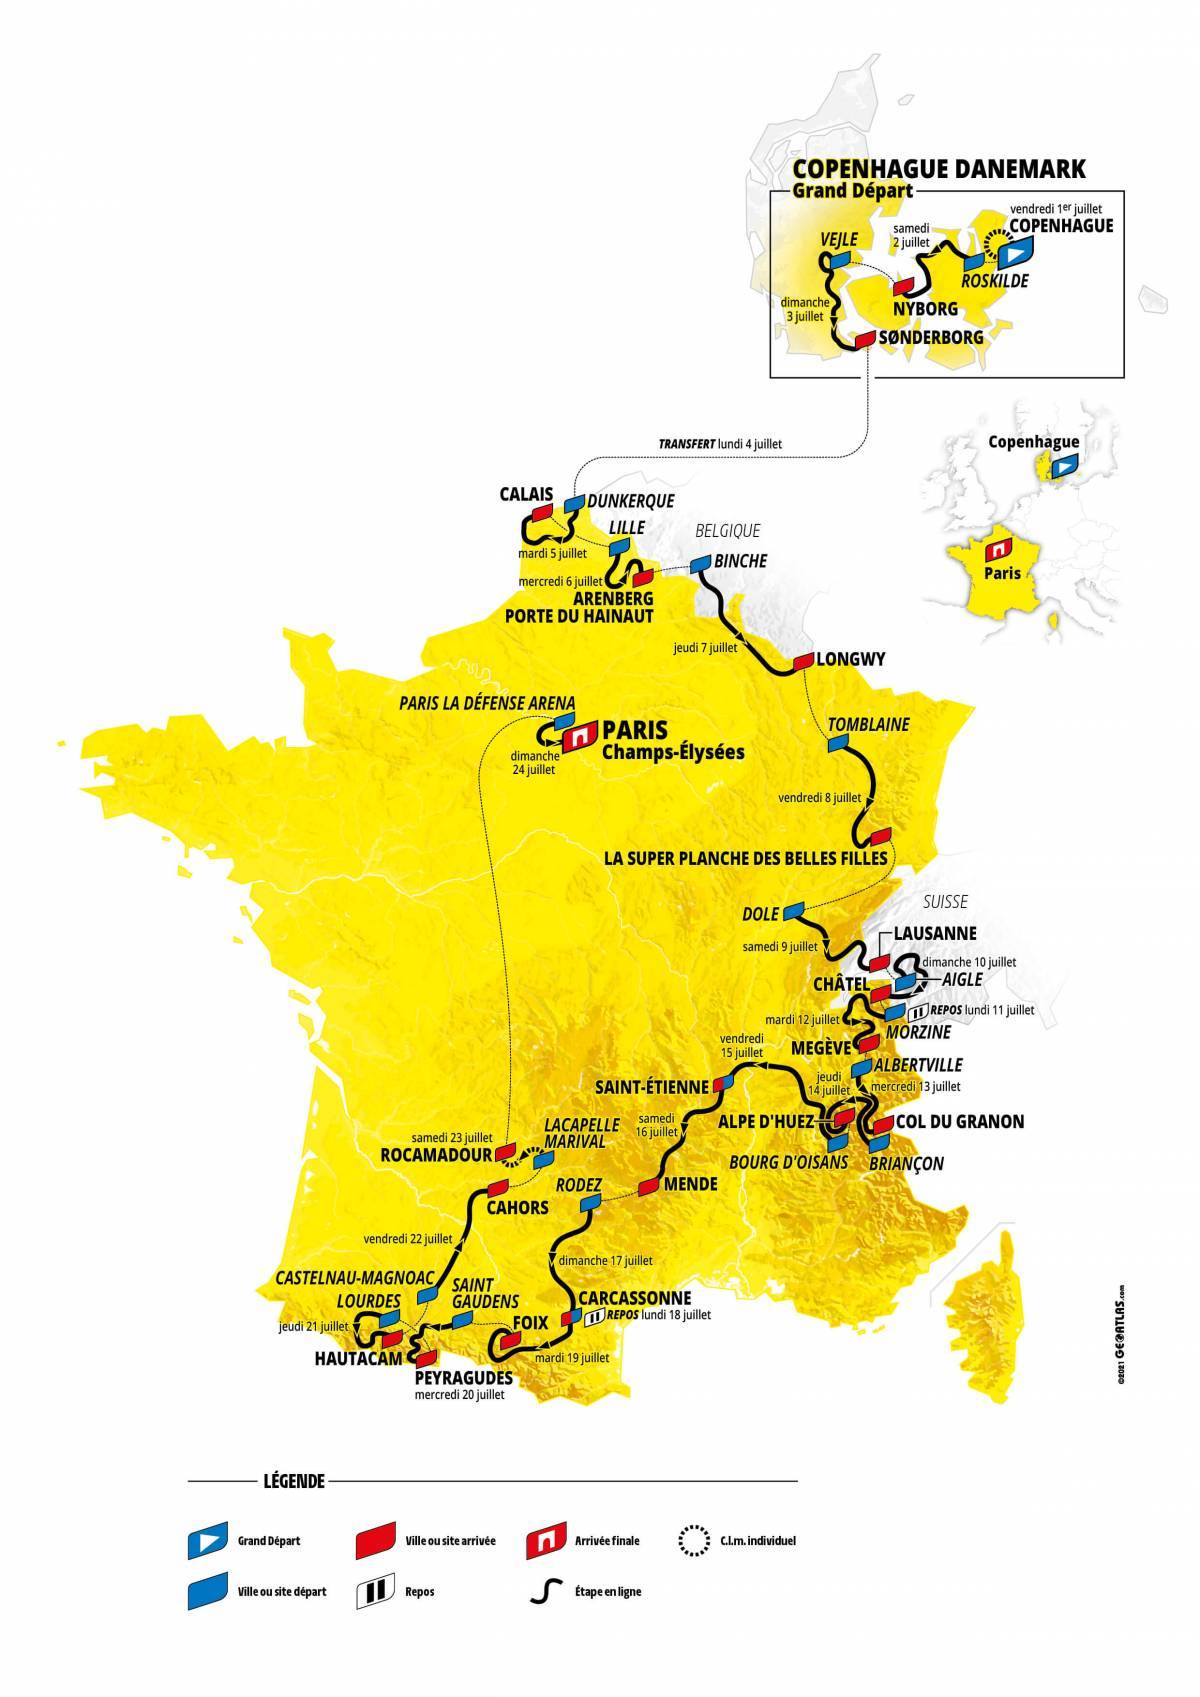 COPENHAGUE DANEMARK
Grand Départ
vendredi 1er juillet
COPENHAGUE
samedi
2 juillet
VEJLE
ROSKILDE
dimanche
3 juillet
NYBORG
SØNDERBORG
TRANSFERT lundi 4 juillet
Copenhague
Paris
CALAIS
DUNKERQUE
LILLE
BELGIQUE
mardi 5 juillet
BINCHE
mercredi 6 juillet
ARENBERG
PORTE DU HAINAUT
jeudi 7 juillet
LONGWY
PARIS LA DÉFENSE ARENA
TOMBLAINE
PARIS
Champs-Élysées
dimanche
24 juillet
vendredi 8 juillet
LA SUPER PLANCHE DES BELLES FILLES
SUISSE
DOLE
LAUSANNE
samedi 9 juillet
dimanche 10 juillet
AIGLE
CHÂTEL
REPOS lundi 11 juillet
mardi 12 juillet
MORZINE
vendredi
15 juillet
MEGÈVE
ALBERTVILLE
jeudi
14 juillet
mercredi 13 juillet
SAINT-ÉTIENNE
samedi
16 juillet
ALPE D'HUEZ
COL DU GRANON
LACAPELLE
MARIVAL
samedi 23 juillet
ROCAMADOUR
BOURG D'OISANS
BRIANÇON
RODEZ
MENDE
CAHORS
vendredi 22 juillet
dimanche 17 juillet
CASTELNAU-MAGNOAC
SAINT
GAUDENS
LOURDES
CARCASSONNE
REPOS lundi 18 juillet
jeudi 21 juillet
FOIX
HAUTACAM
mardi 19 juillet
PEYRAGUDES
mercredi 20 juillet
©2021 GEOATLAS.com
LÉGENDE
Grand Départ
Ville ou site arrivée
Arrivée finale
C.l.m. individuel
Ville ou site départ
Repos
Étape en ligne